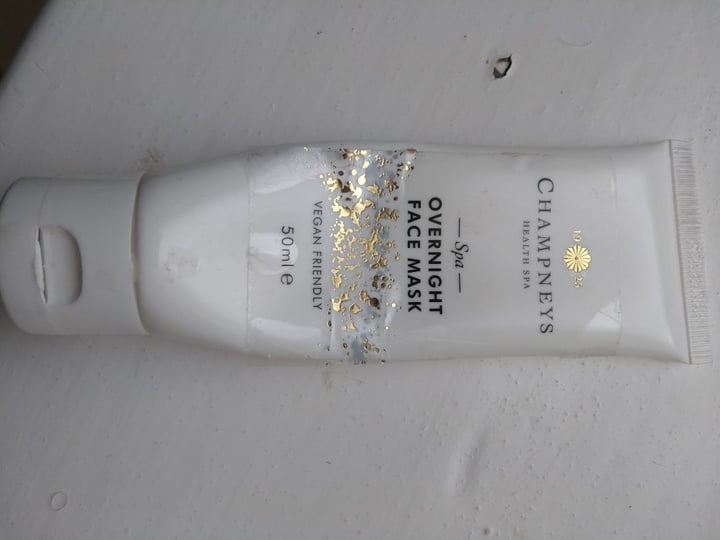 19 25
CHAMPNEYS
HEALTH SPA
— Spa —
OVERNIGHT
FACE MASK
VEGAN FRIENDLY
50ml e